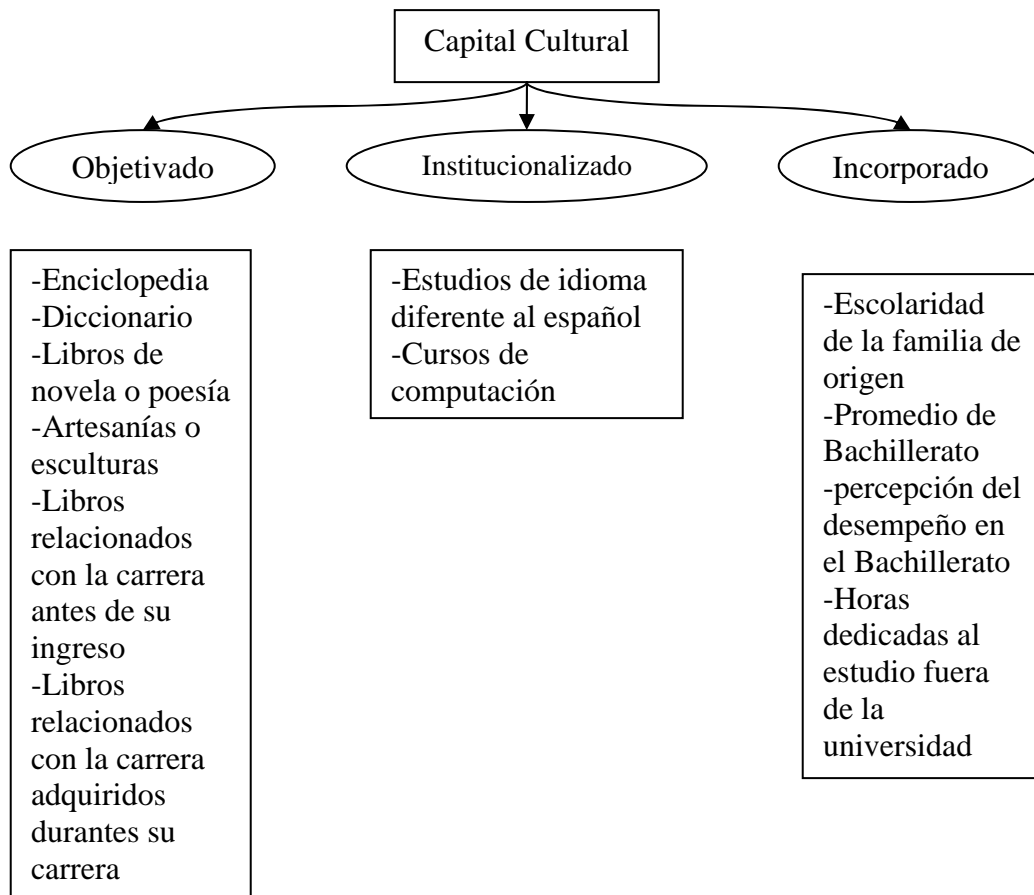 Capital Cultural
Objetivado
Institucionalizado
Incorporado
-Enciclopedia
-Diccionario
-Libros de
novela o poesía
-Artesanías o
esculturas
-Libros
relacionados
con la carrera
antes de su
ingreso
-Libros
relacionados
con la carrera
adquiridos
durantes su
carrera
-Estudios de idioma
diferente al español
-Cursos de
computación
-Escolaridad
de la familia de
origen
-Promedio de
Bachillerato
-percepción del
desempeño en
el Bachillerato
-Horas
dedicadas al
estudio fuera
de la
universidad